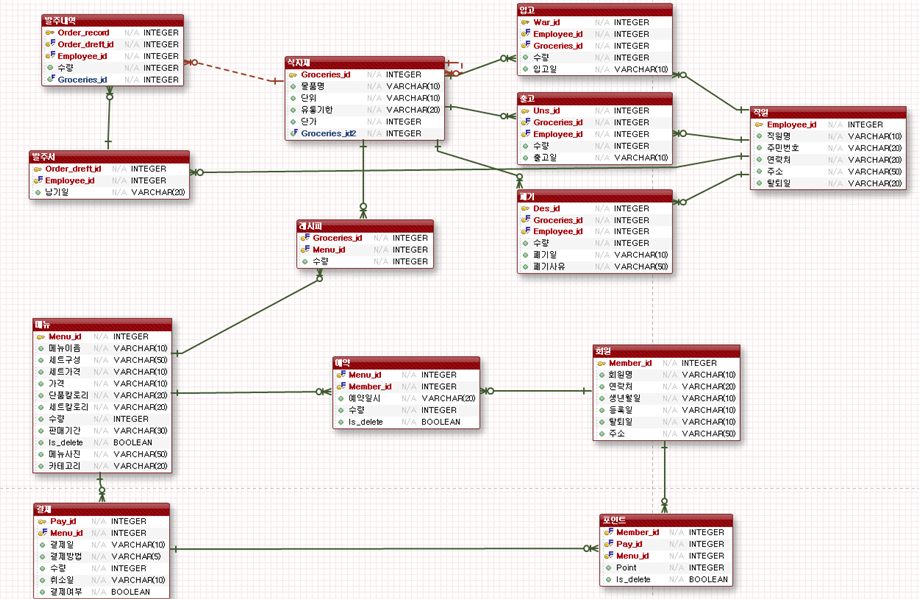 발주내역
Order_record N/A INTEGER
Order_dreft_id N/A INTEGER
Employee_id N/A INTEGER
수량 N/A INTEGER
Groceries_id N/A INTEGER
식자재
Groceries_id N/A INTEGER
물품명 N/A VARCHAR(10)
단위 N/A VARCHAR(10)
유통기한 N/A VARCHAR(20)
단가 N/A INTEGER
Groceries_id2 N/A INTEGER
입고
War_id N/A INTEGER
Employee_id N/A INTEGER
Groceries_id N/A INTEGER
수량 N/A INTEGER
입고일 N/A VARCHAR(10)
출고
Uns_id N/A INTEGER
Groceries_id N/A INTEGER
Employee_id N/A INTEGER
수량 N/A INTEGER
출고일 N/A VARCHAR(10)
직원
Employee_id N/A INTEGER
직원명 N/A VARCHAR(10)
주민번호 N/A VARCHAR(20)
연락처 N/A VARCHAR(20)
주소 N/A VARCHAR(50)
탈퇴일 N/A VARCHAR(20)
발주서
Order_dreft_id N/A INTEGER
Employee_id N/A INTEGER
납기일 N/A VARCHAR(20)
폐기
Des_id N/A INTEGER
Groceries_id N/A INTEGER
Employee_id N/A INTEGER
수량 N/A INTEGER
폐기일 N/A VARCHAR(10)
폐기사유 N/A VARCHAR(50)
레시피
Groceries_id N/A INTEGER
Menu_id N/A INTEGER
수량 N/A INTEGER
메뉴
Menu_id N/A INTEGER
메뉴이름 N/A VARCHAR(10)
세트구성 N/A VARCHAR(50)
세트가격 N/A VARCHAR(10)
가격 N/A VARCHAR(10)
단품칼로리 N/A VARCHAR(20)
세트칼로리 N/A VARCHAR(20)
수량 N/A INTEGER
판매기간 N/A VARCHAR(30)
Is_delete N/A BOOLEAN
메뉴사진 N/A VARCHAR(50)
카테고리 N/A VARCHAR(20)
예약
Menu_id N/A INTEGER
Member_id N/A INTEGER
예약일시 N/A VARCHAR(20)
수량 N/A INTEGER
Is_delete N/A BOOLEAN
회원
Member_id N/A INTEGER
회원명 N/A VARCHAR(10)
연락처 N/A VARCHAR(20)
생년월일 N/A VARCHAR(10)
등록일 N/A VARCHAR(10)
탈퇴일 N/A VARCHAR(10)
주소 N/A VARCHAR(50)
결제
Pay_id N/A INTEGER
Menu_id N/A INTEGER
결제일 N/A VARCHAR(10)
결제방법 N/A VARCHAR(5)
수량 N/A INTEGER
취소일 N/A VARCHAR(10)
결제여부 N/A BOOLEAN
포인트
Member_id N/A INTEGER
Pay_id N/A INTEGER
Menu_id N/A INTEGER
Point N/A INTEGER
Is_delete N/A BOOLEAN